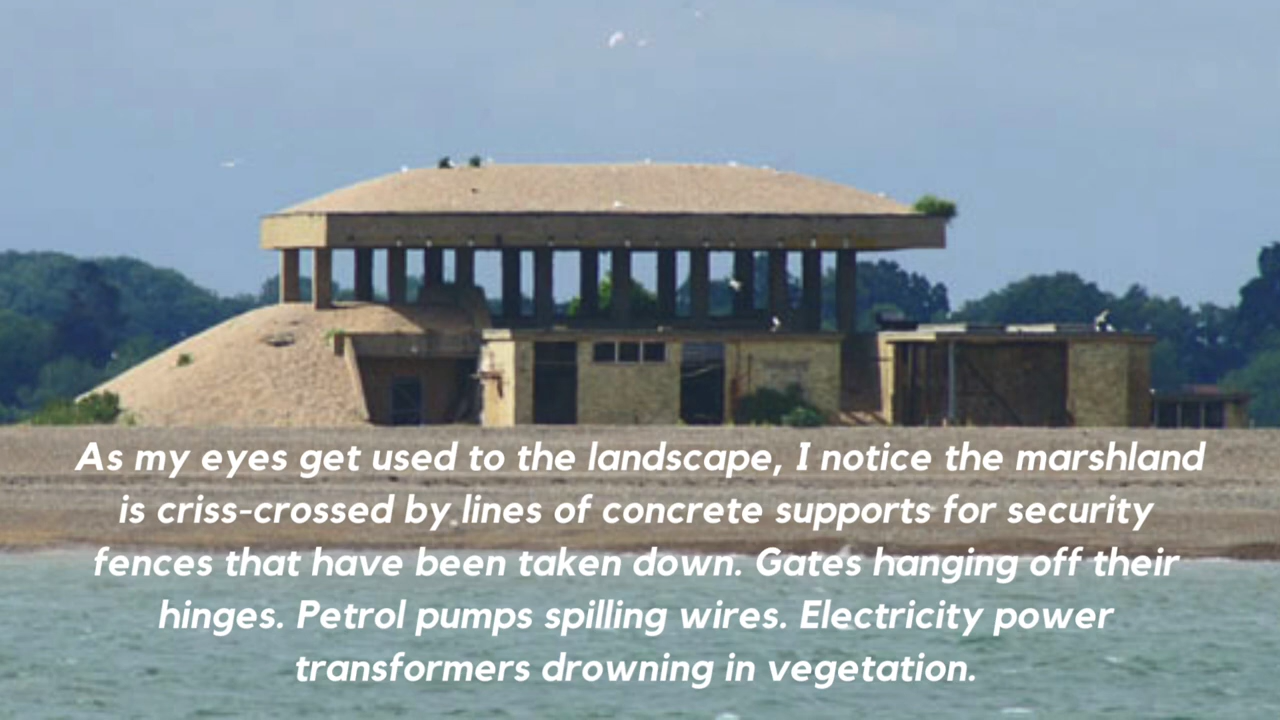 As my eyes get used to the landscape, I notice the marshland
is criss-crossed by lines of concrete supports for security
fences that have been taken down. Gates hanging off their
hinges. Petrol pumps spilling wires. Electricity power
transformers drowning in vegetation.